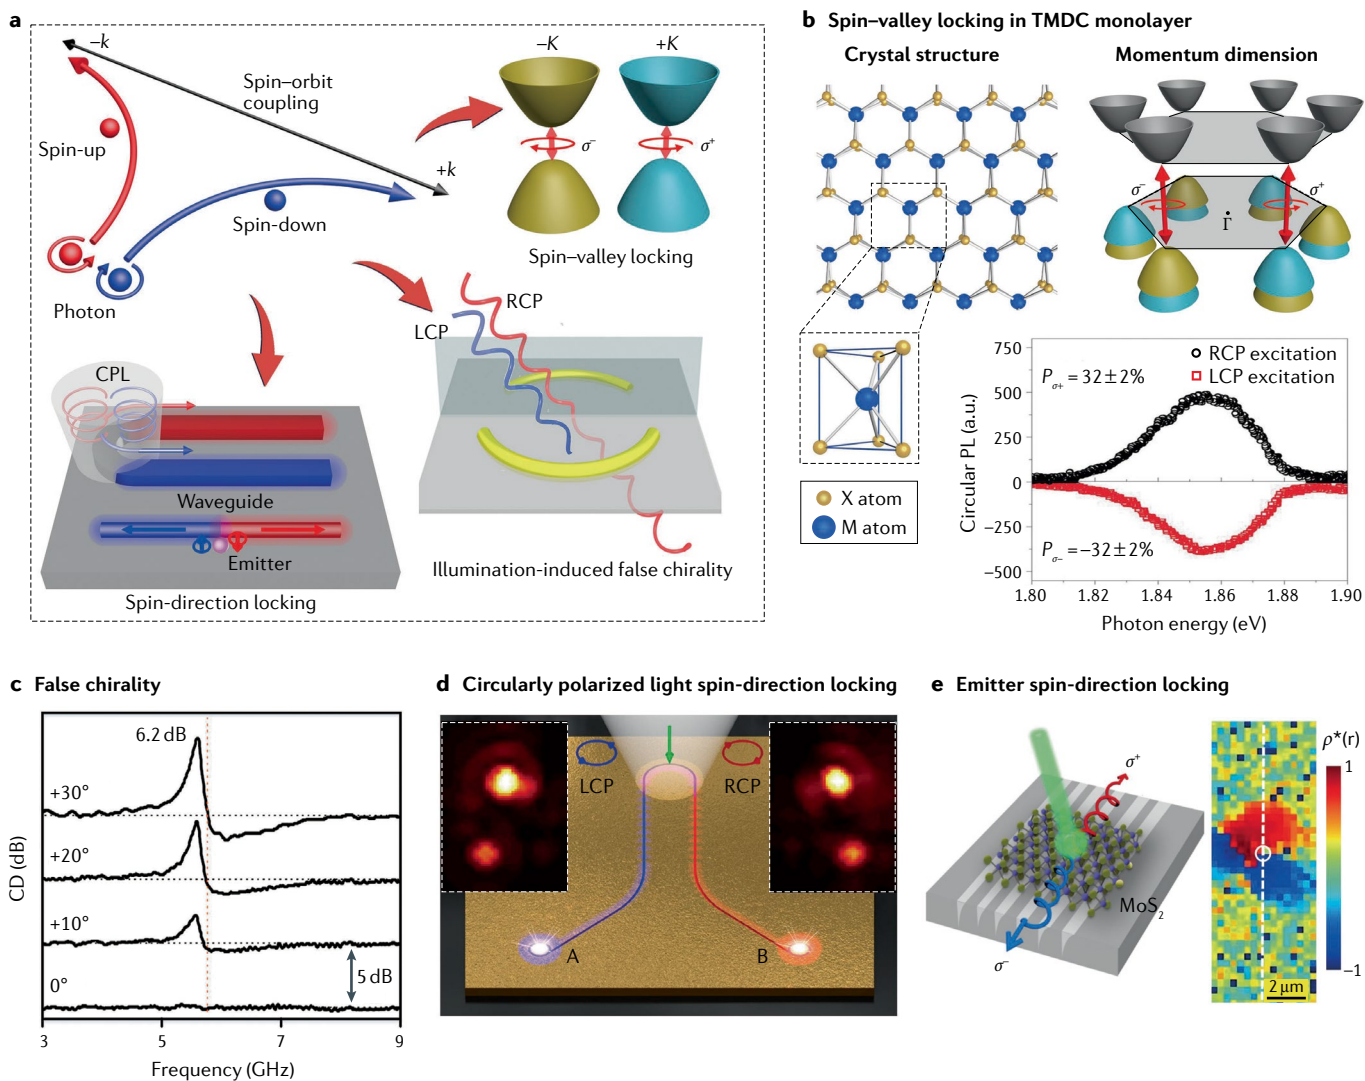 a
–k
Spin–orbit
coupling
Spin-up
+k
Spin-down
Photon
–K
+K
σ–
σ+
Spin–valley locking
RCP
LCP
CPL
Waveguide
Emitter
Spin-direction locking
Illumination-induced false chirality
b Spin–valley locking in TMDC monolayer
Crystal structure
Momentum dimension
σ–
σ+
Γ̇
X atom
M atom
RCP excitation
LCP excitation
Pσ+ = 32 ± 2%
Pσ– = –32 ± 2%
Circular PL (a.u.)
750
500
250
0
–250
–500
1.80 1.82 1.84 1.86 1.88 1.90
Photon energy (eV)
c False chirality
6.2 dB
+30°
+20°
+10°
0°
5 dB
CD (dB)
3 5 7 9
Frequency (GHz)
d Circularly polarized light spin-direction locking
LCP
RCP
A
B
e Emitter spin-direction locking
σ+
MoS2
σ–
ρ*(r)
1
–1
2 μm